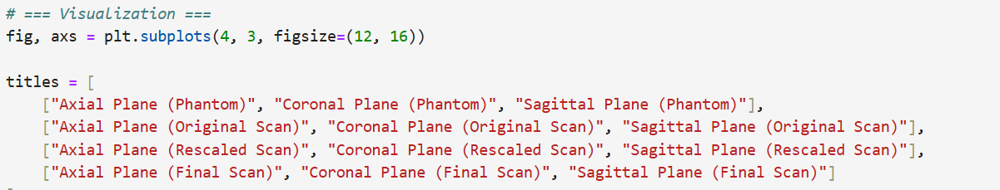 # === Visualization ===
fig, axs = plt.subplots(4, 3, figsize=(12, 16))
titles = [
["Axial Plane (Phantom)", "Coronal Plane (Phantom)", "Sagittal Plane (Phantom)"],
["Axial Plane (Original Scan)", "Coronal Plane (Original Scan)", "Sagittal Plane (Original Scan)"],
["Axial Plane (Rescaled Scan)", "Coronal Plane (Rescaled Scan)", "Sagittal Plane (Rescaled Scan)"],
["Axial Plane (Final Scan)", "Coronal Plane (Final Scan)", "Sagittal Plane (Final Scan)"]